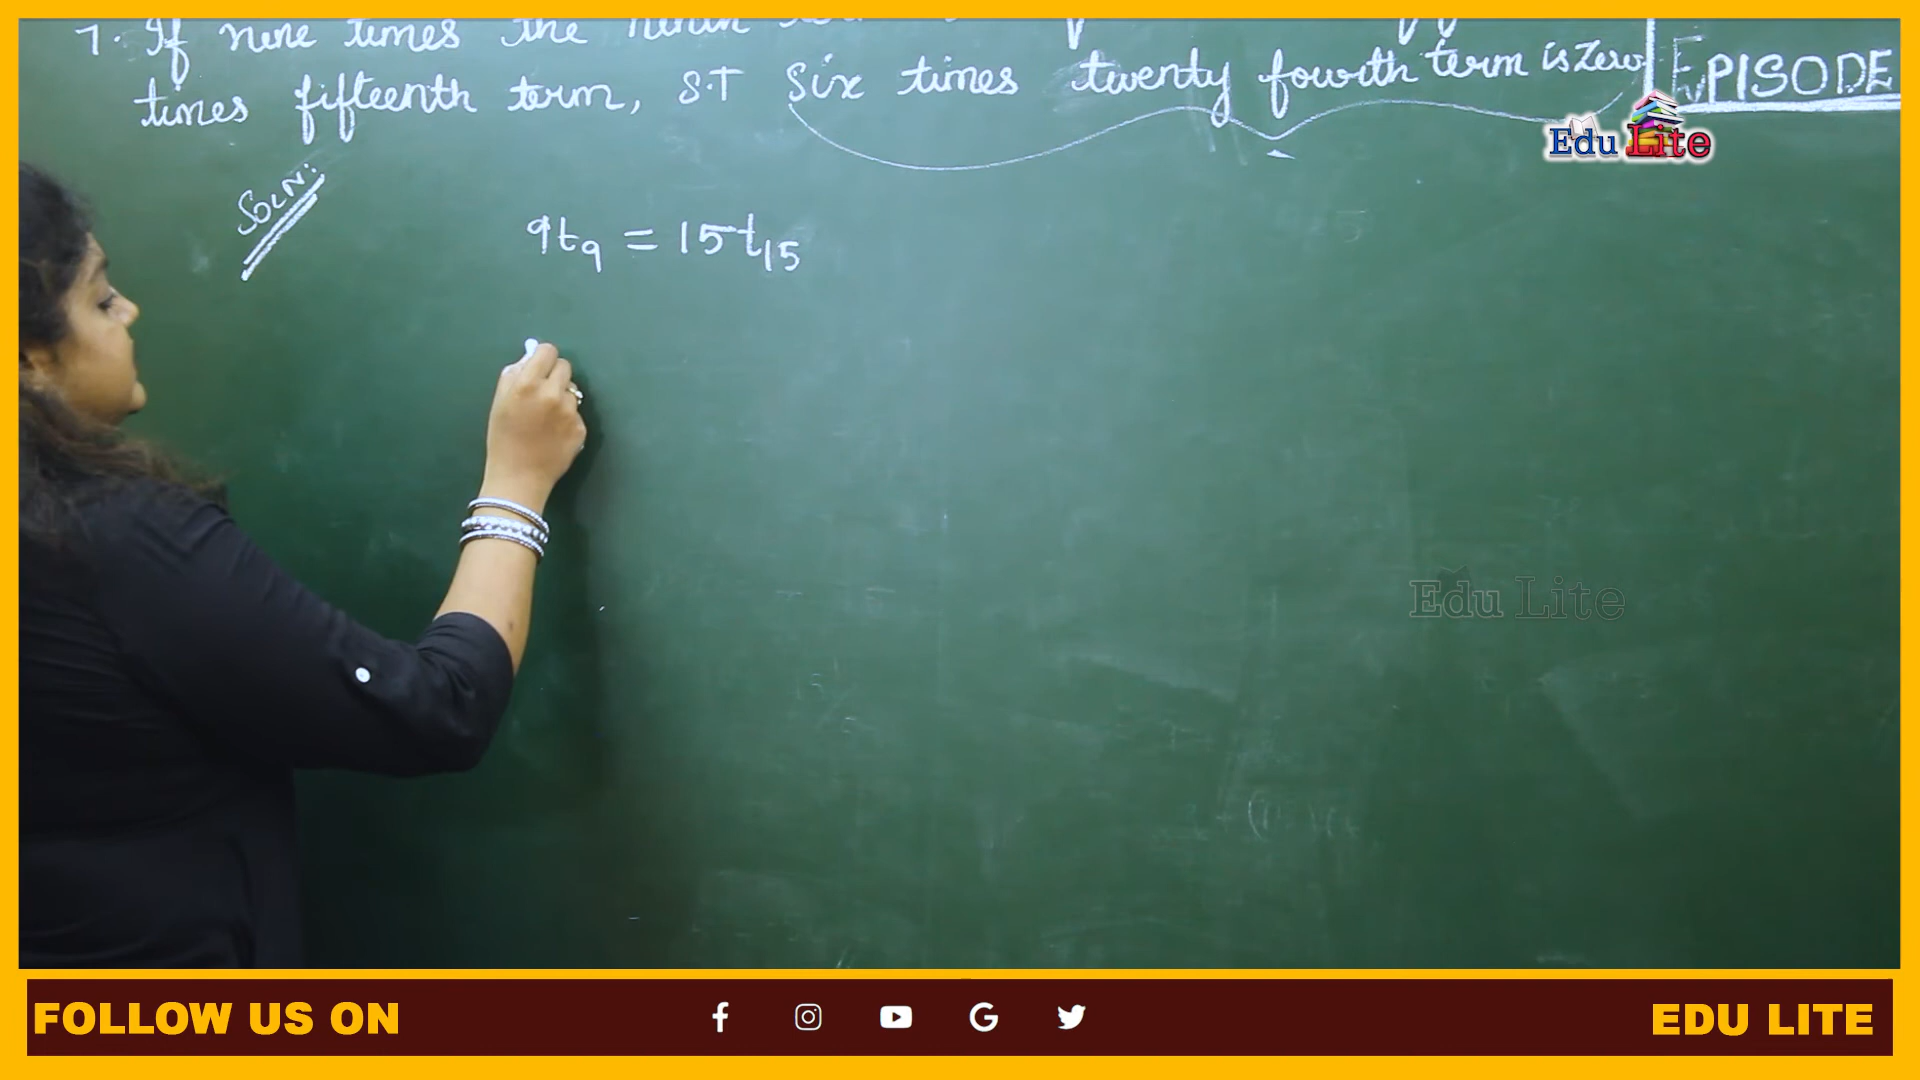 7. If nine times the ninth
times fifteenth term, S.T six times twenty fourth term is zero
EPISODE
Edu Lite
SOLN:
9t9 = 15t15
Edu Lite
FOLLOW US ON
EDU LITE